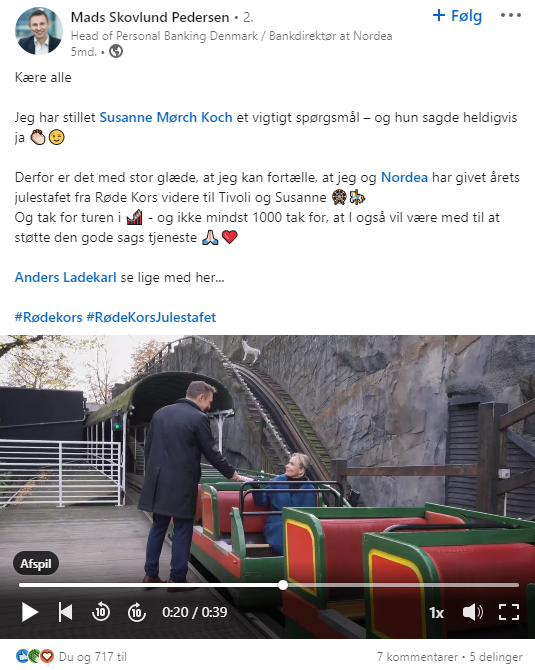 Mads Skovlund Pedersen • 2.
+ Følg
Head of Personal Banking Denmark / Bankdirektør at Nordea
5md. •
Kære alle
Jeg har stillet Susanne Mørch Koch et vigtigt spørgsmål – og hun sagde heldigvis
ja 👏😉
Derfor er det med stor glæde, at jeg kan fortælle, at jeg og Nordea har givet årets
julestafet fra Røde Kors videre til Tivoli og Susanne 🎡🎠
Og tak for turen i 🎢 - og ikke mindst 1000 tak for, at I også vil være med til at
støtte den gode sags tjeneste 🙏❤️
Anders Ladekarl se lige med her...
#Rødekors #RødeKorsJulestafet
Afspil
10 10 0:20 / 0:39 1x
Du og 717 til
7 kommentarer • 5 delinger